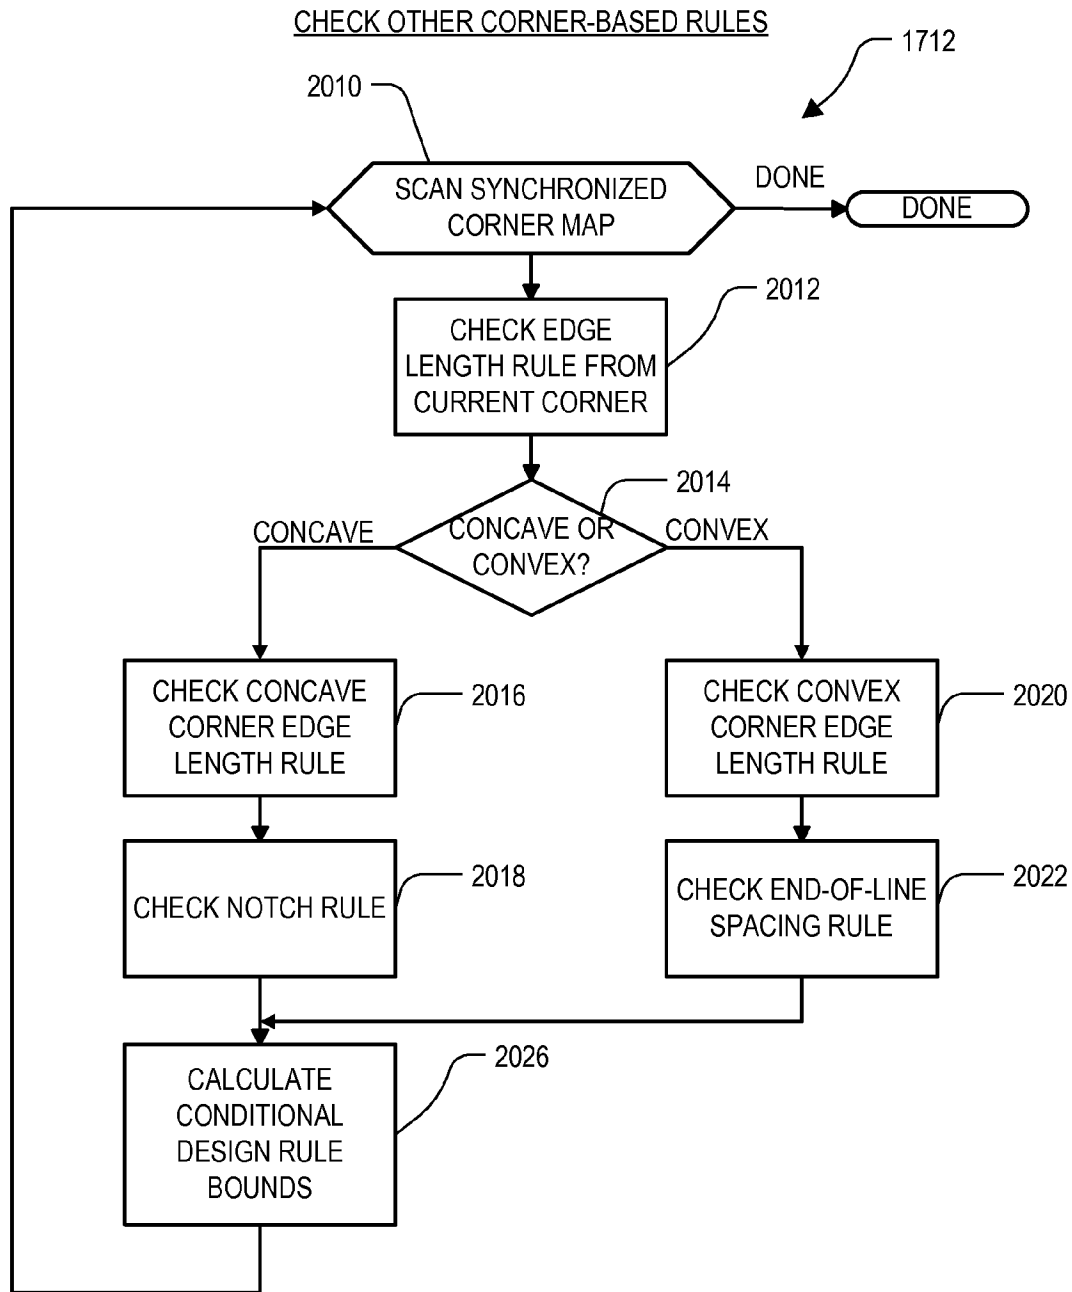 CHECK OTHER CORNER-BASED RULES
1712
2010
SCAN SYNCHRONIZED
CORNER MAP
DONE
DONE
2012
CHECK EDGE
LENGTH RULE FROM
CURRENT CORNER
2014
CONCAVE
CONCAVE OR
CONVEX?
CONVEX
CHECK CONCAVE
CORNER EDGE
LENGTH RULE
2016
CHECK CONVEX
CORNER EDGE
LENGTH RULE
2020
CHECK NOTCH RULE
2018
CHECK END-OF-LINE
SPACING RULE
2022
CALCULATE
CONDITIONAL
DESIGN RULE
BOUNDS
2026